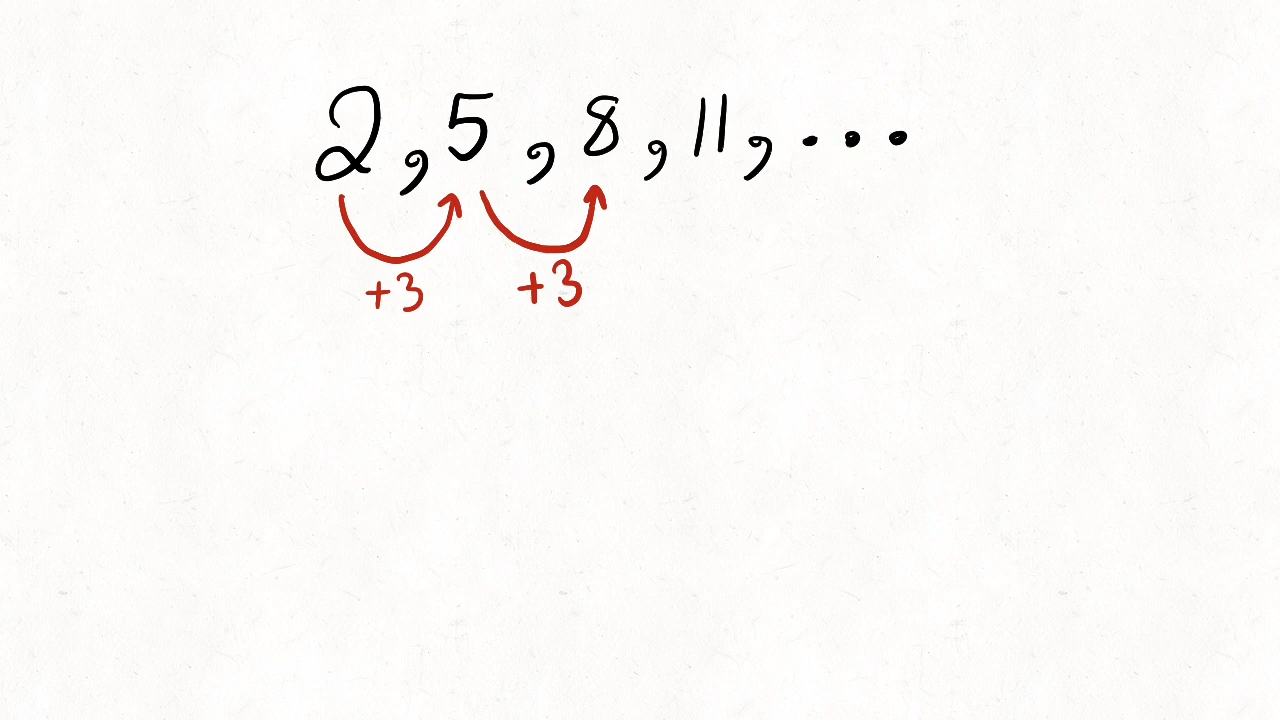 2, 5, 8, 11, ...
+3 +3